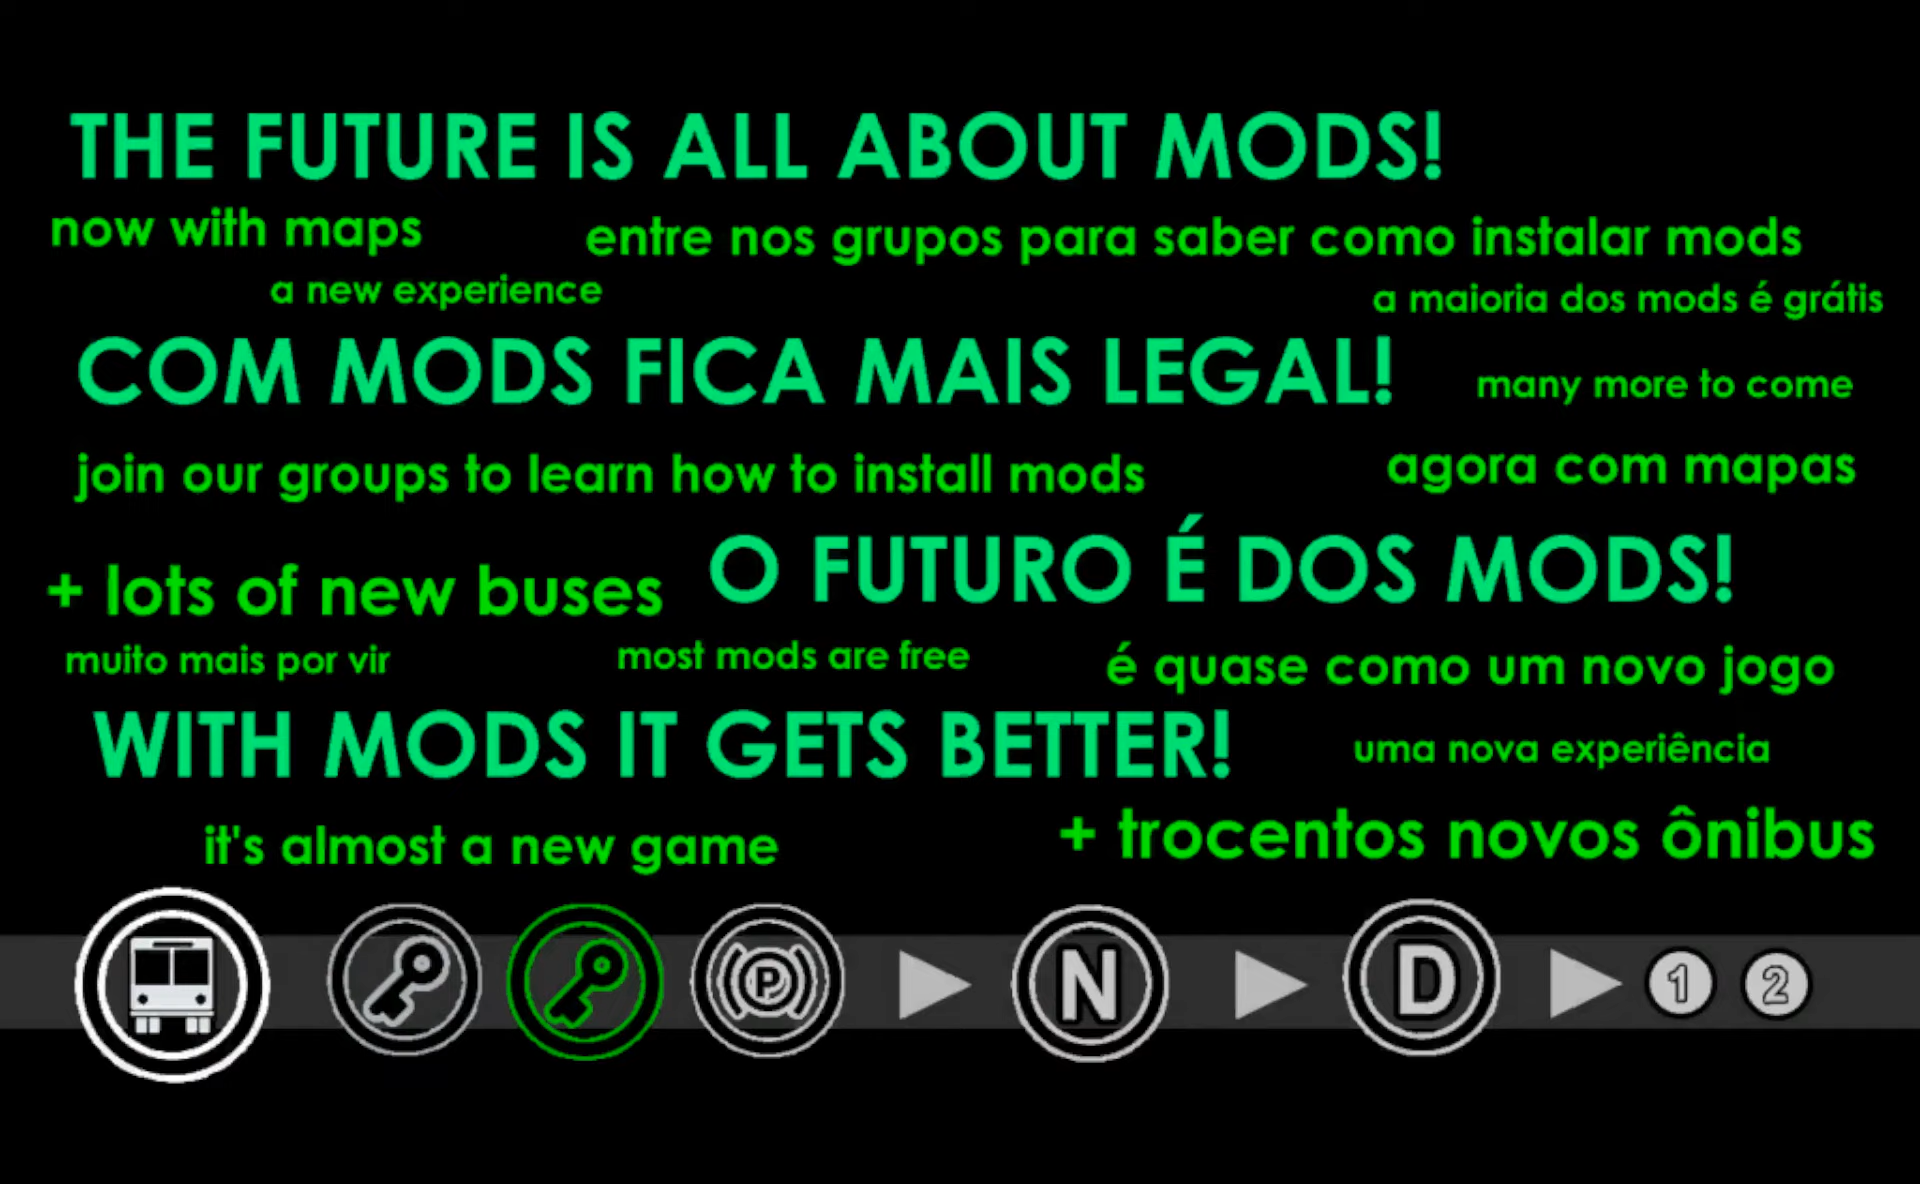 THE FUTURE IS ALL ABOUT MODS!
now with maps
entre nos grupos para saber como instalar mods
a new experience
a maioria dos mods é grátis
COM MODS FICA MAIS LEGAL!
many more to come
join our groups to learn how to install mods
agora com mapas
+ lots of new buses
O FUTURO É DOS MODS!
muito mais por vir
most mods are free
é quase como um novo jogo
WITH MODS IT GETS BETTER!
uma nova experiência
it's almost a new game
+ trocentos novos ônibus
P
N
D
1
2